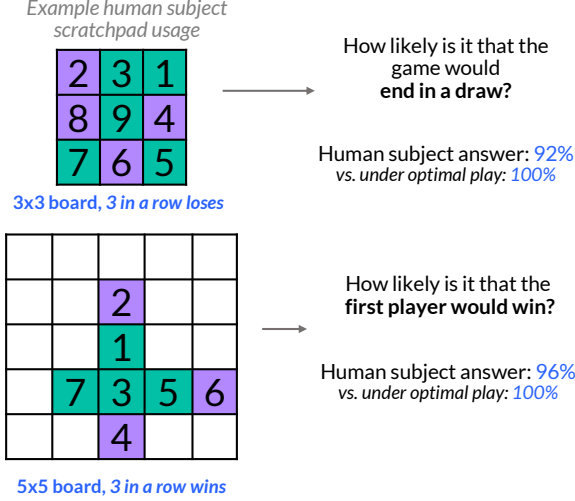 Example human subject
scratchpad usage
2 3 1
8 9 4
7 6 5
3x3 board, 3 in a row loses
How likely is it that the
game would
end in a draw?
Human subject answer: 92%
vs. under optimal play: 100%
2
1
7 3 5 6
4
5x5 board, 3 in a row wins
How likely is it that the
first player would win?
Human subject answer: 96%
vs. under optimal play: 100%